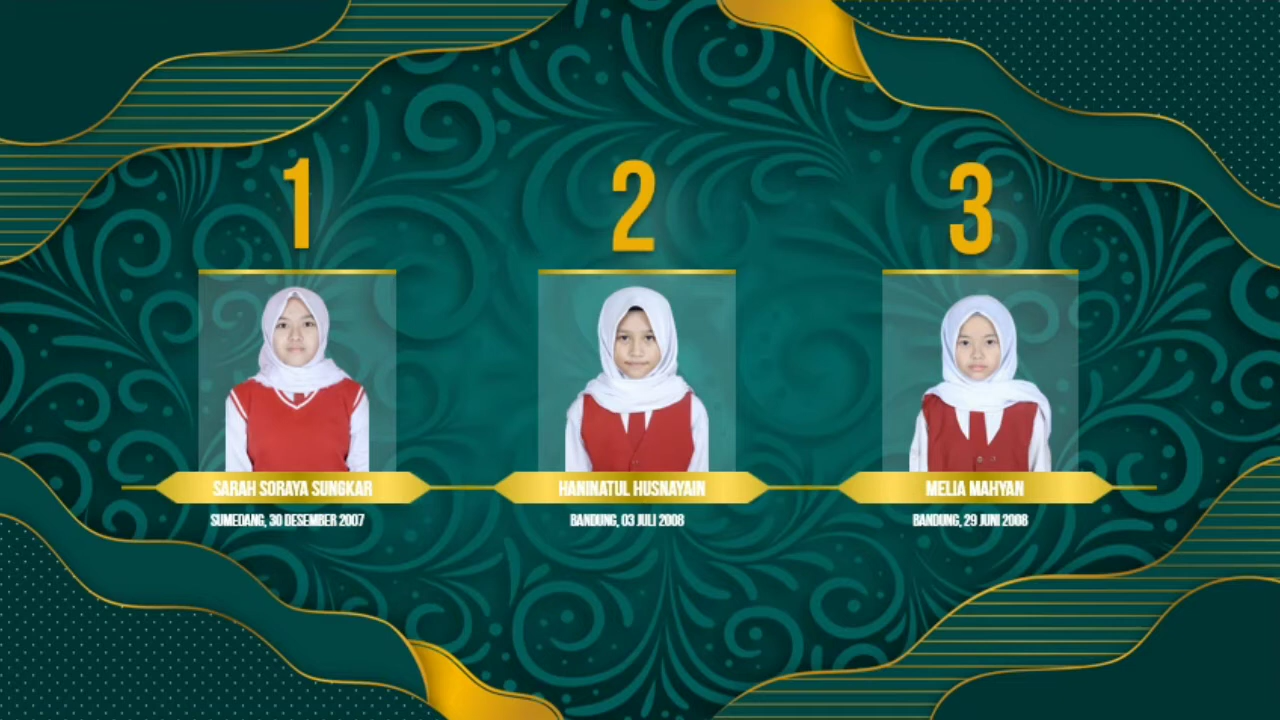 1
2
3
SARAH SORAYA SUNGKAR
HANINATUL HUSNAYAIN
MELIA MAHYAN
SUMEDANG, 30 DESEMBER 2007
BANDUNG, 03 JULI 2008
BANDUNG, 29 JUNI 2008